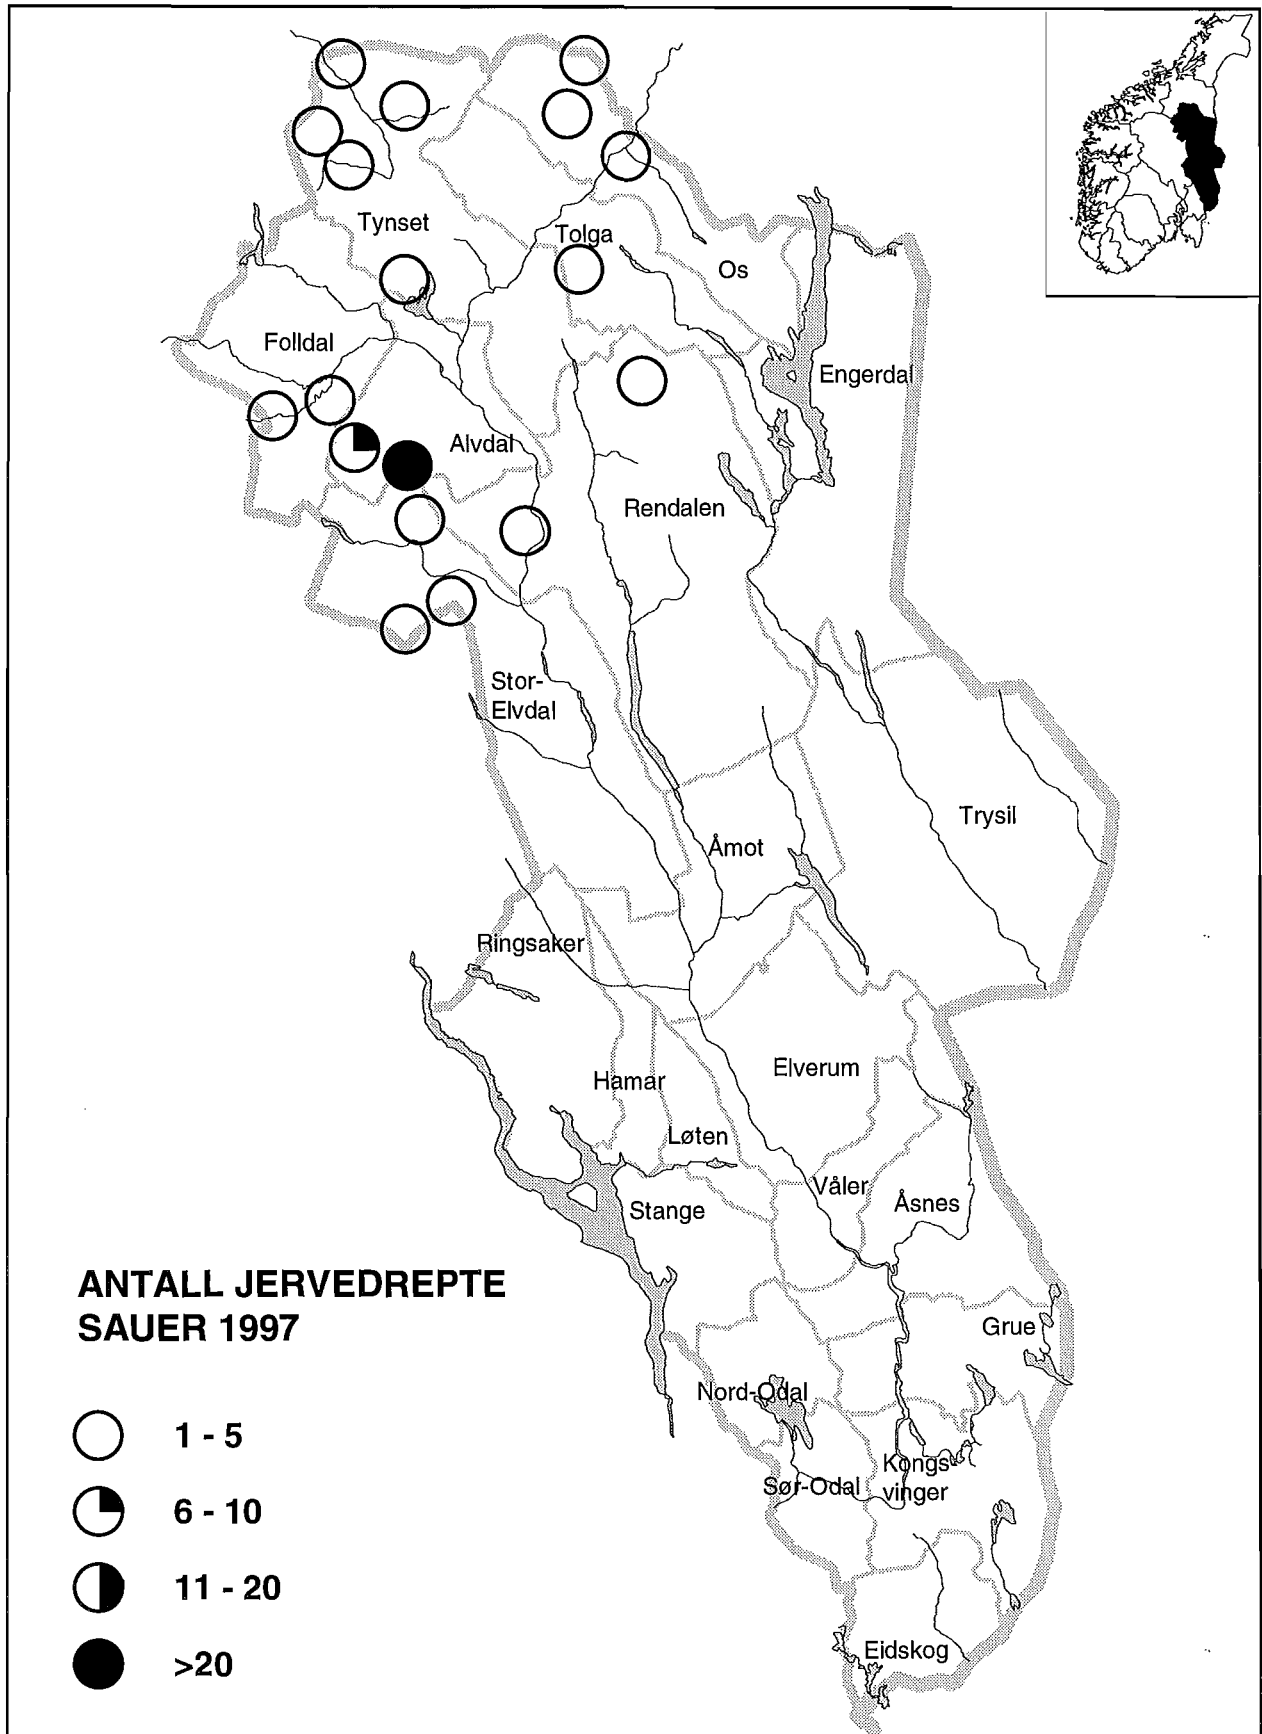 Tynset
Tolga
Os
Folldal
Engerdal
Alvdal
Rendalen
Stor-
Elvdal
Trysil
Åmot
Ringsaker
Elverum
Hamar
Løten
Våler
Åsnes
Stange
ANTALL JERVEDREPTE
SAUER 1997
Grue
Nord-Odal
Kongs-
vinger
Sør-Odal
Eidskog
1 - 5
6 - 10
11 - 20
>20